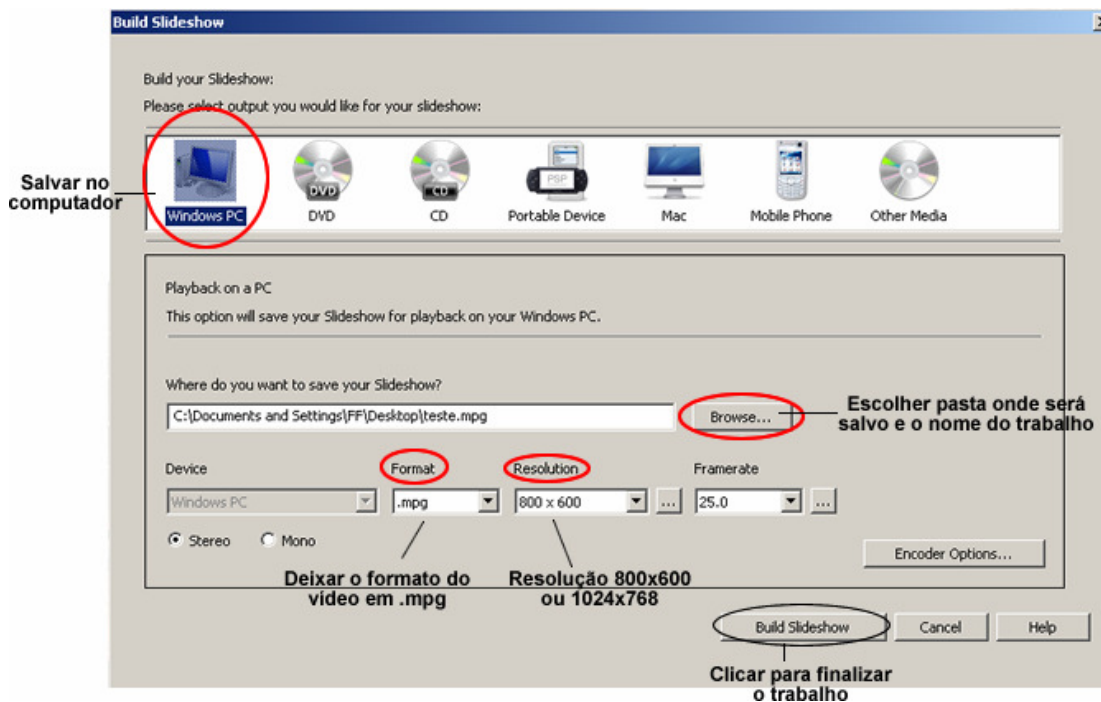 Build Slideshow
Build your Slideshow:
Please select output you would like for your slideshow:
Salvar no
computador
Windows PC
DVD
DVD
CD
CD
PSP
Portable Device
Mac
Mobile Phone
Other Media
Playback on a PC
This option will save your Slideshow for playback on your Windows PC.
Where do you want to save your Slideshow?
C:\Documents and Settings\FF\Desktop\teste.mpg
Browse...
Escolher pasta onde será
salvo e o nome do trabalho
Device
Format
Resolution
Framerate
Windows PC
.mpg
800 x 600
...
25.0
...
Stereo
Mono
Encoder Options...
Deixar o formato do
vídeo em .mpg
Resolução 800x600
ou 1024x768
Build Slideshow
Cancel
Help
Clicar para finalizar
o trabalho